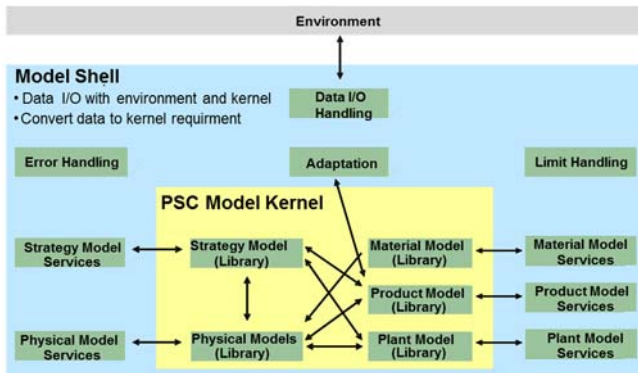 Environment
Model Shell
• Data I/O with environment and kernel
• Convert data to kernel requirment
Data I/O
Handling
Error Handling
Adaptation
Limit Handling
PSC Model Kernel
Strategy Model
Services
Strategy Model
(Library)
Material Model
(Library)
Material Model
Services
Product Model
(Library)
Product Model
Services
Physical Model
Services
Physical Models
(Library)
Plant Model
(Library)
Plant Model
Services